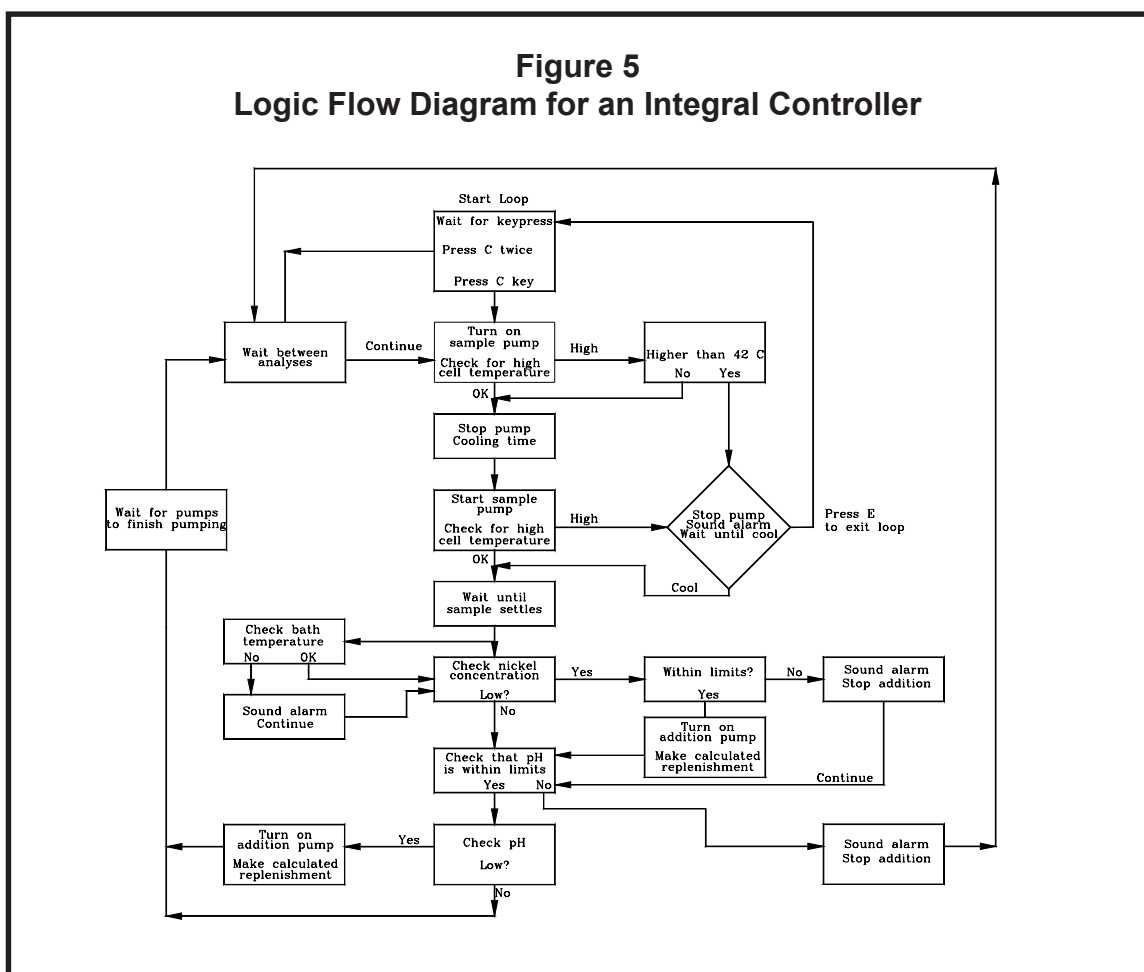 Figure 5
Logic Flow Diagram for an Integral Controller
Start Loop
Wait for keypress
Press C twice
Press C key
Wait between
analyses
Continue
Turn on
sample pump
Check for high
cell temperature
High
Higher than 42 C
No Yes
OK
Stop pump
Cooling time
Wait for pumps
to finish pumping
Start sample
pump
Check for high
cell temperature
High
Stop pump
Sound alarm
Wait until cool
Press E
to exit loop
OK
Cool
Wait until
sample settles
Check bath
temperature
No OK
Sound alarm
Continue
Check nickel
concentration
Low?
Yes
No
Within limits?
Yes
No
Sound alarm
Stop addition
Turn on
addition pump
Make calculated
replenishment
Continue
Check that pH
is within limits
Yes No
Turn on
addition pump
Make calculated
replenishment
Yes
Check pH
Low?
No
Sound alarm
Stop addition